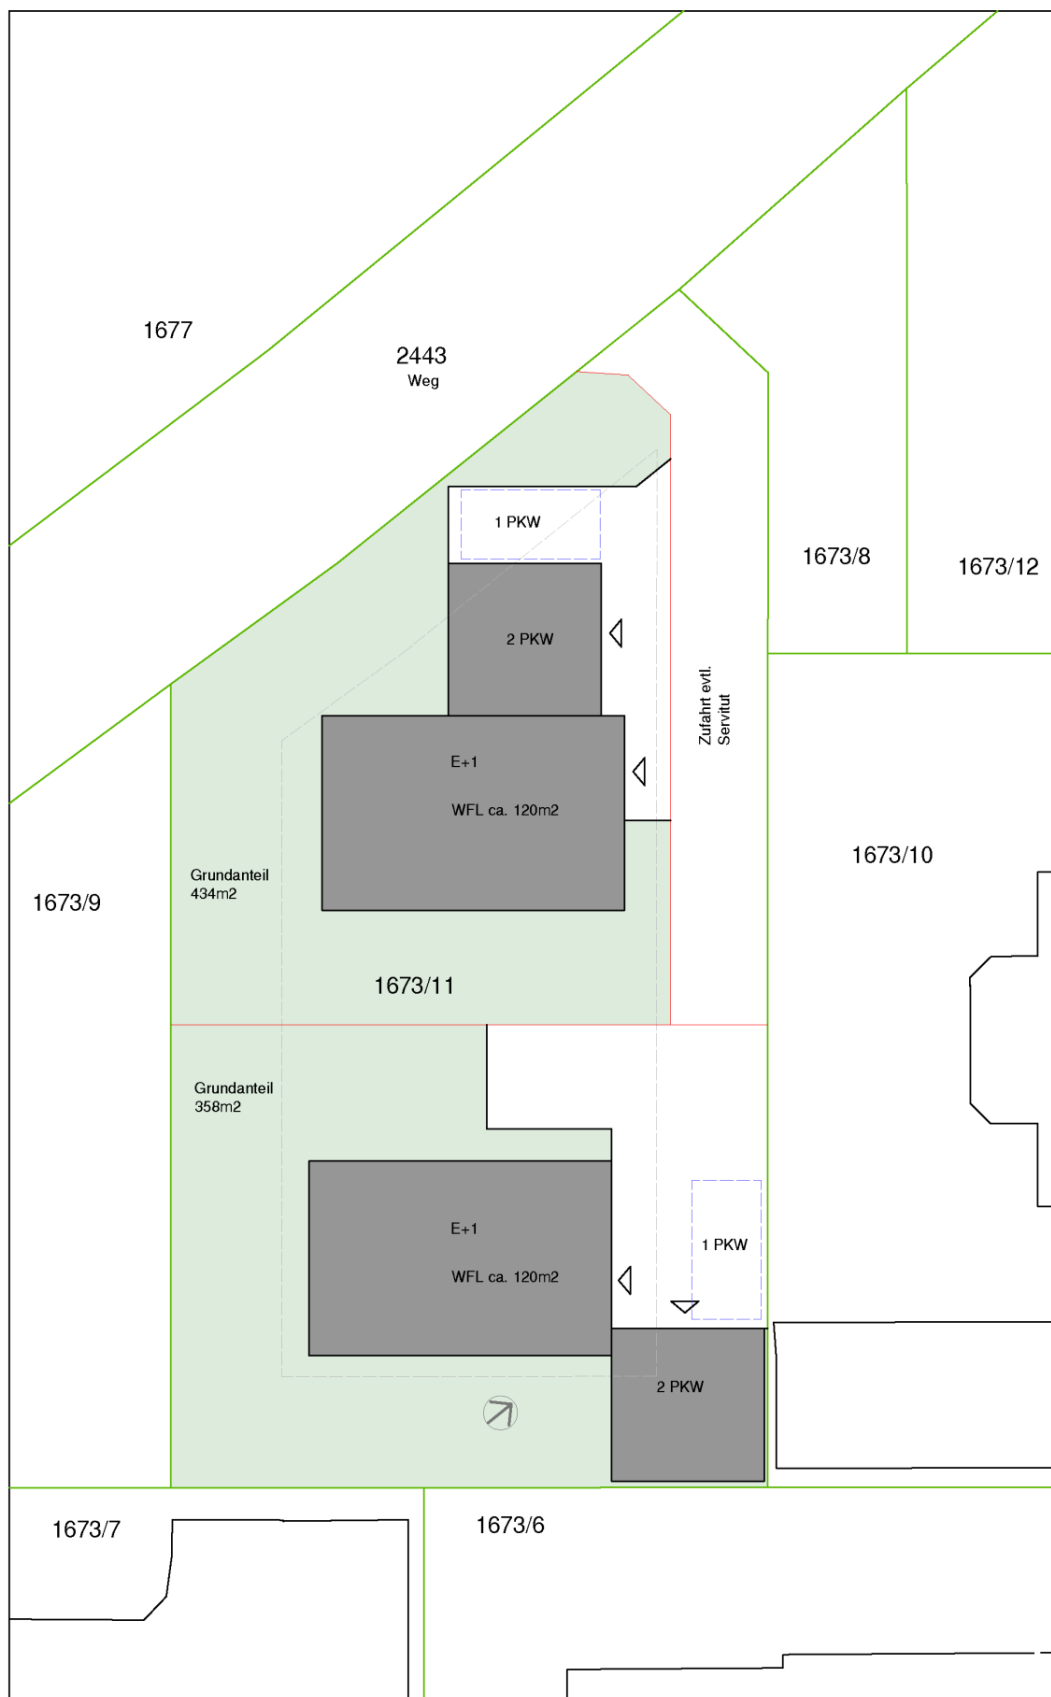 1677
2443
Weg
1 PKW
1673/8
1673/12
2 PKW
Zufahrt evtl.
Servitut
E+1
WFL ca. 120m2
1673/10
Grundanteil
434m2
1673/9
1673/11
Grundanteil
358m2
E+1
1 PKW
WFL ca. 120m2
2 PKW
1673/7
1673/6